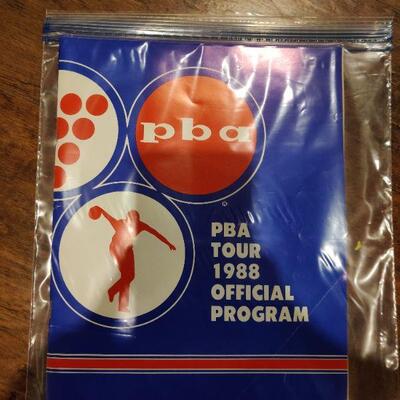 pba
®
PBA
TOUR
1988
OFFICIAL
PROGRAM